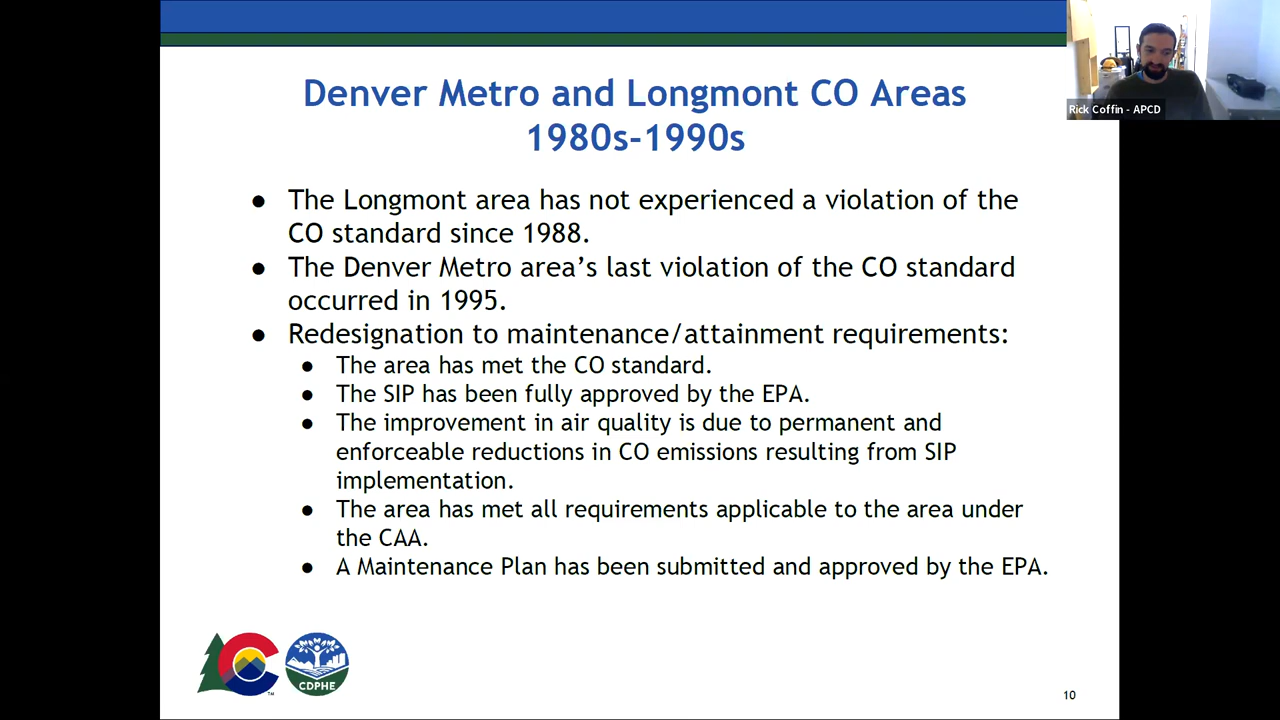 Denver Metro and Longmont CO Areas
1980s-1990s
Rick Coffin - APCD
● The Longmont area has not experienced a violation of the
CO standard since 1988.
● The Denver Metro area’s last violation of the CO standard
occurred in 1995.
● Redesignation to maintenance/attainment requirements:
● The area has met the CO standard.
● The SIP has been fully approved by the EPA.
● The improvement in air quality is due to permanent and
enforceable reductions in CO emissions resulting from SIP
implementation.
● The area has met all requirements applicable to the area under
the CAA.
● A Maintenance Plan has been submitted and approved by the EPA.
TM
CDPHE
10